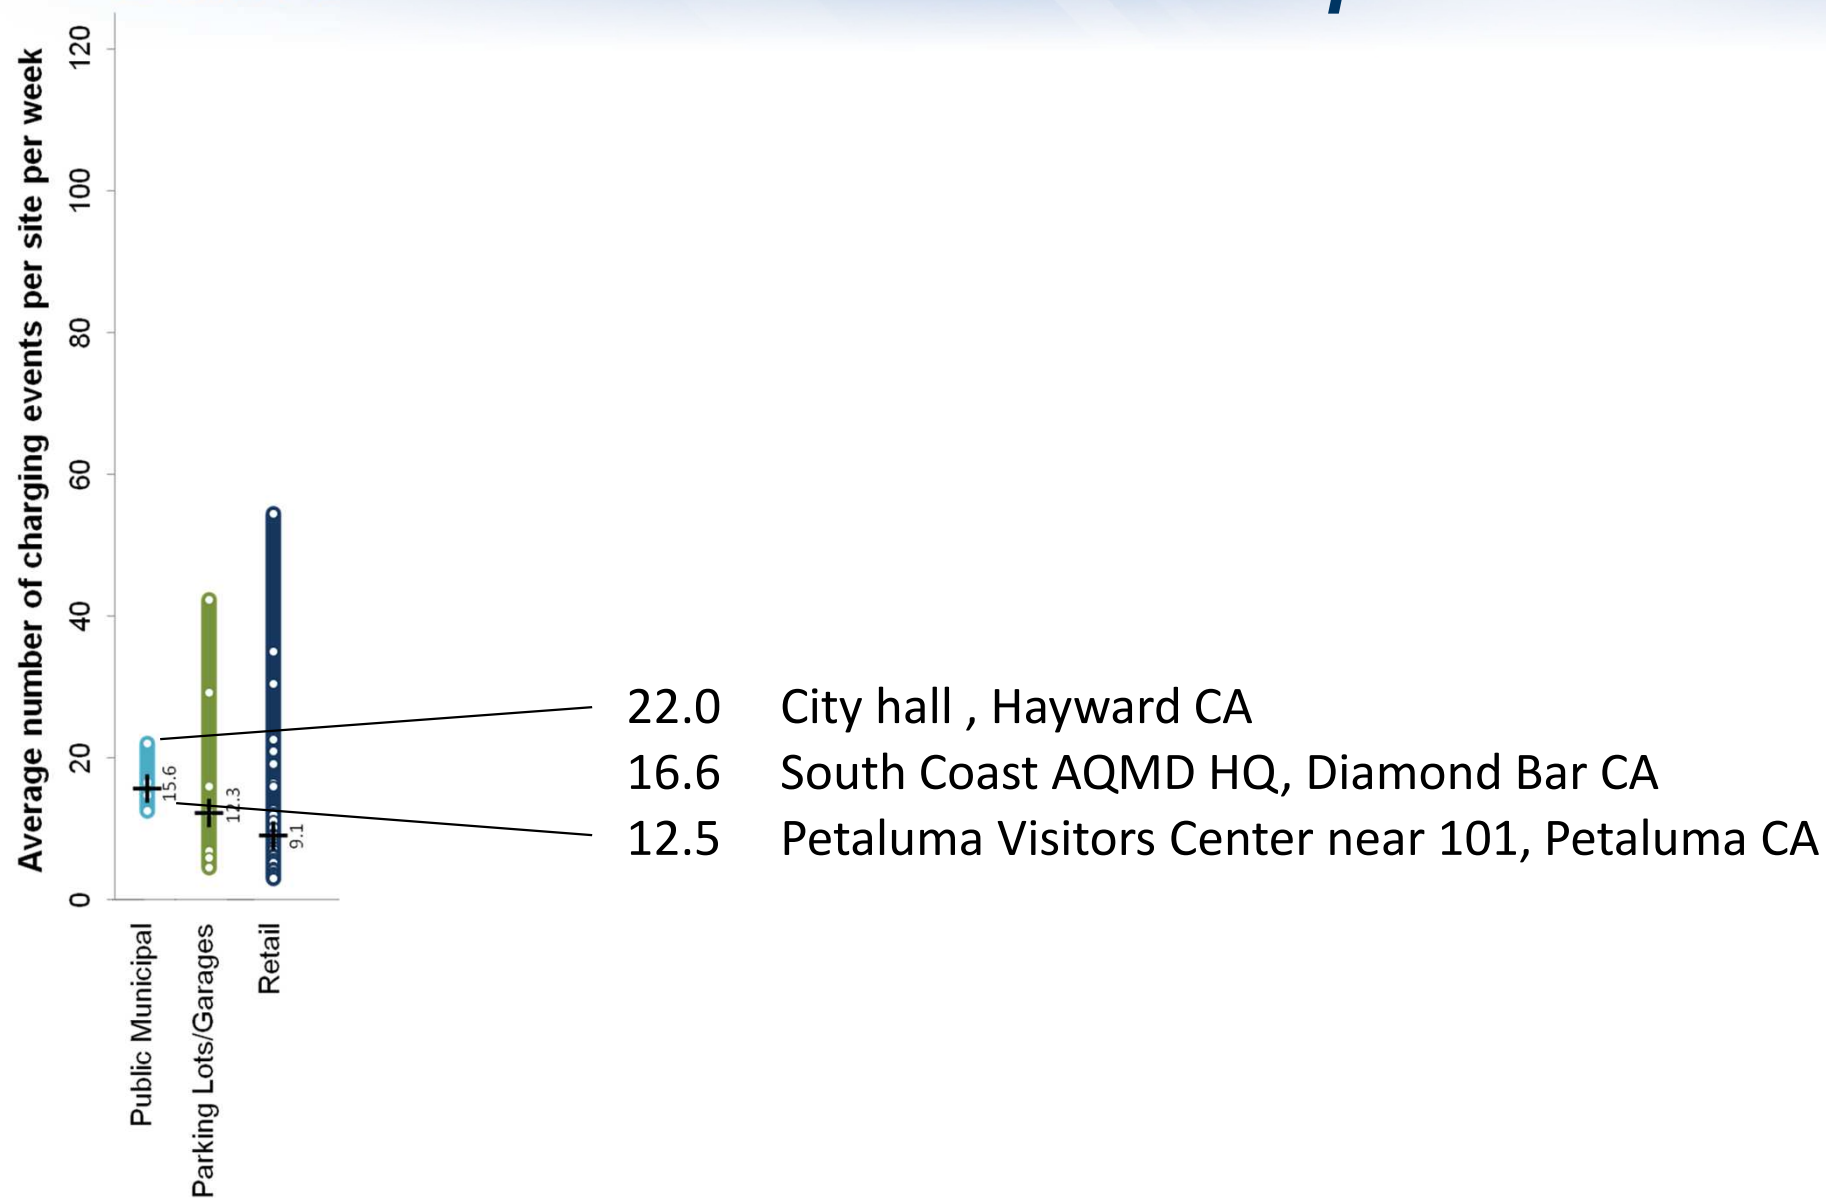 Average number of charging events per site per week
120
100
80
60
40
20
0
15.6
12.3
9.1
Public Municipal
Parking Lots/Garages
Retail
22.0 City hall , Hayward CA
16.6 South Coast AQMD HQ, Diamond Bar CA
12.5 Petaluma Visitors Center near 101, Petaluma CA